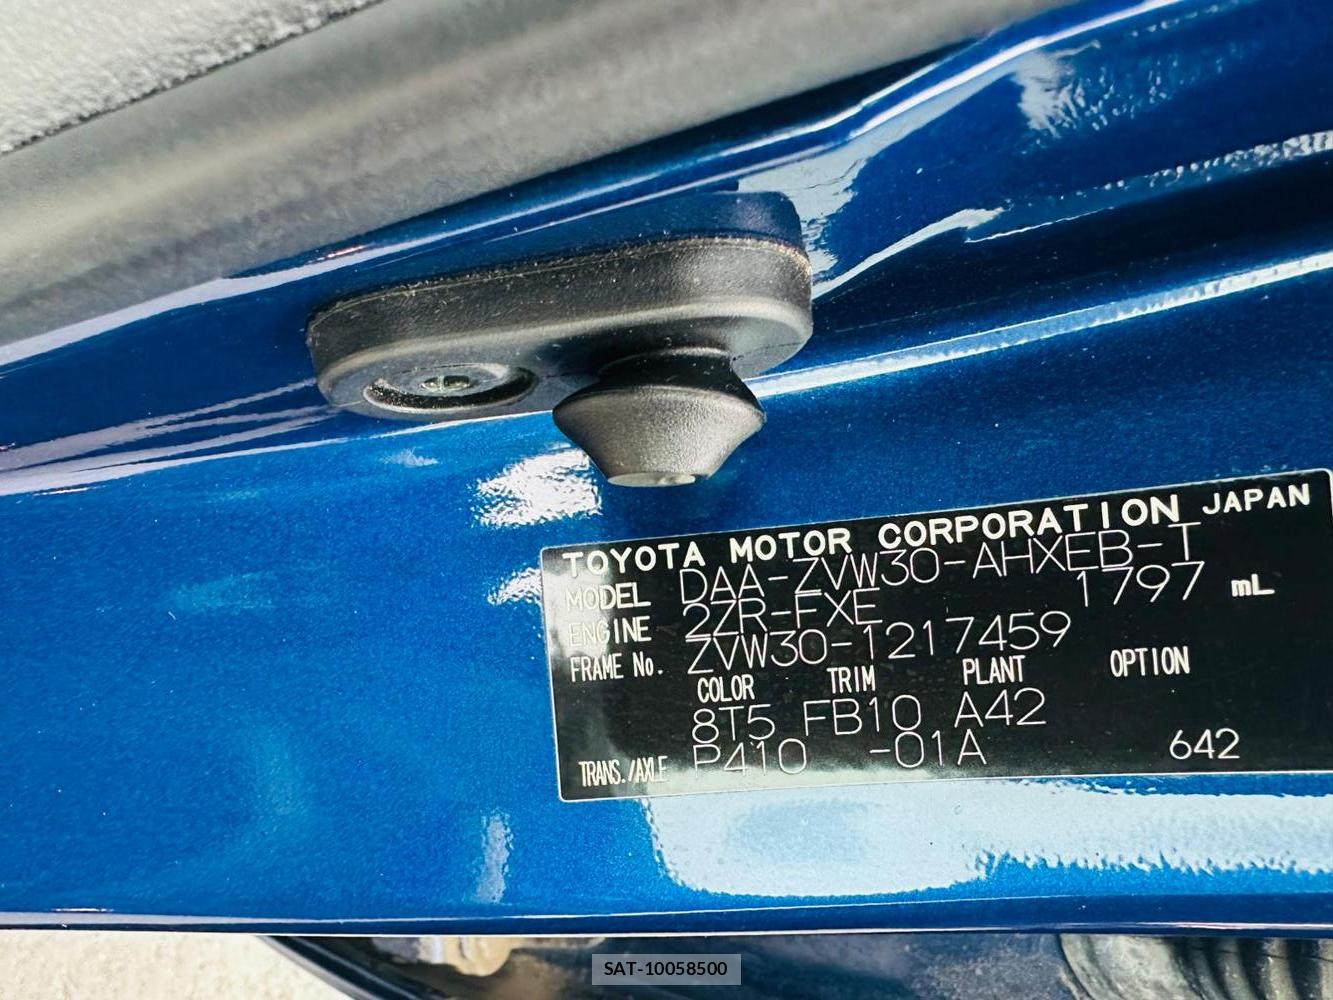 TOYOTA MOTOR CORPORATION JAPAN
MODEL DAA-ZVW30-AHXEB-T
ENGINE 2ZR-FXE 1797 mL
FRAME No. ZVW30-1217459
COLOR TRIM PLANT OPTION
8T5 FB10 A42
TRANS./AXLE P410 -01A 642
SAT-10058500